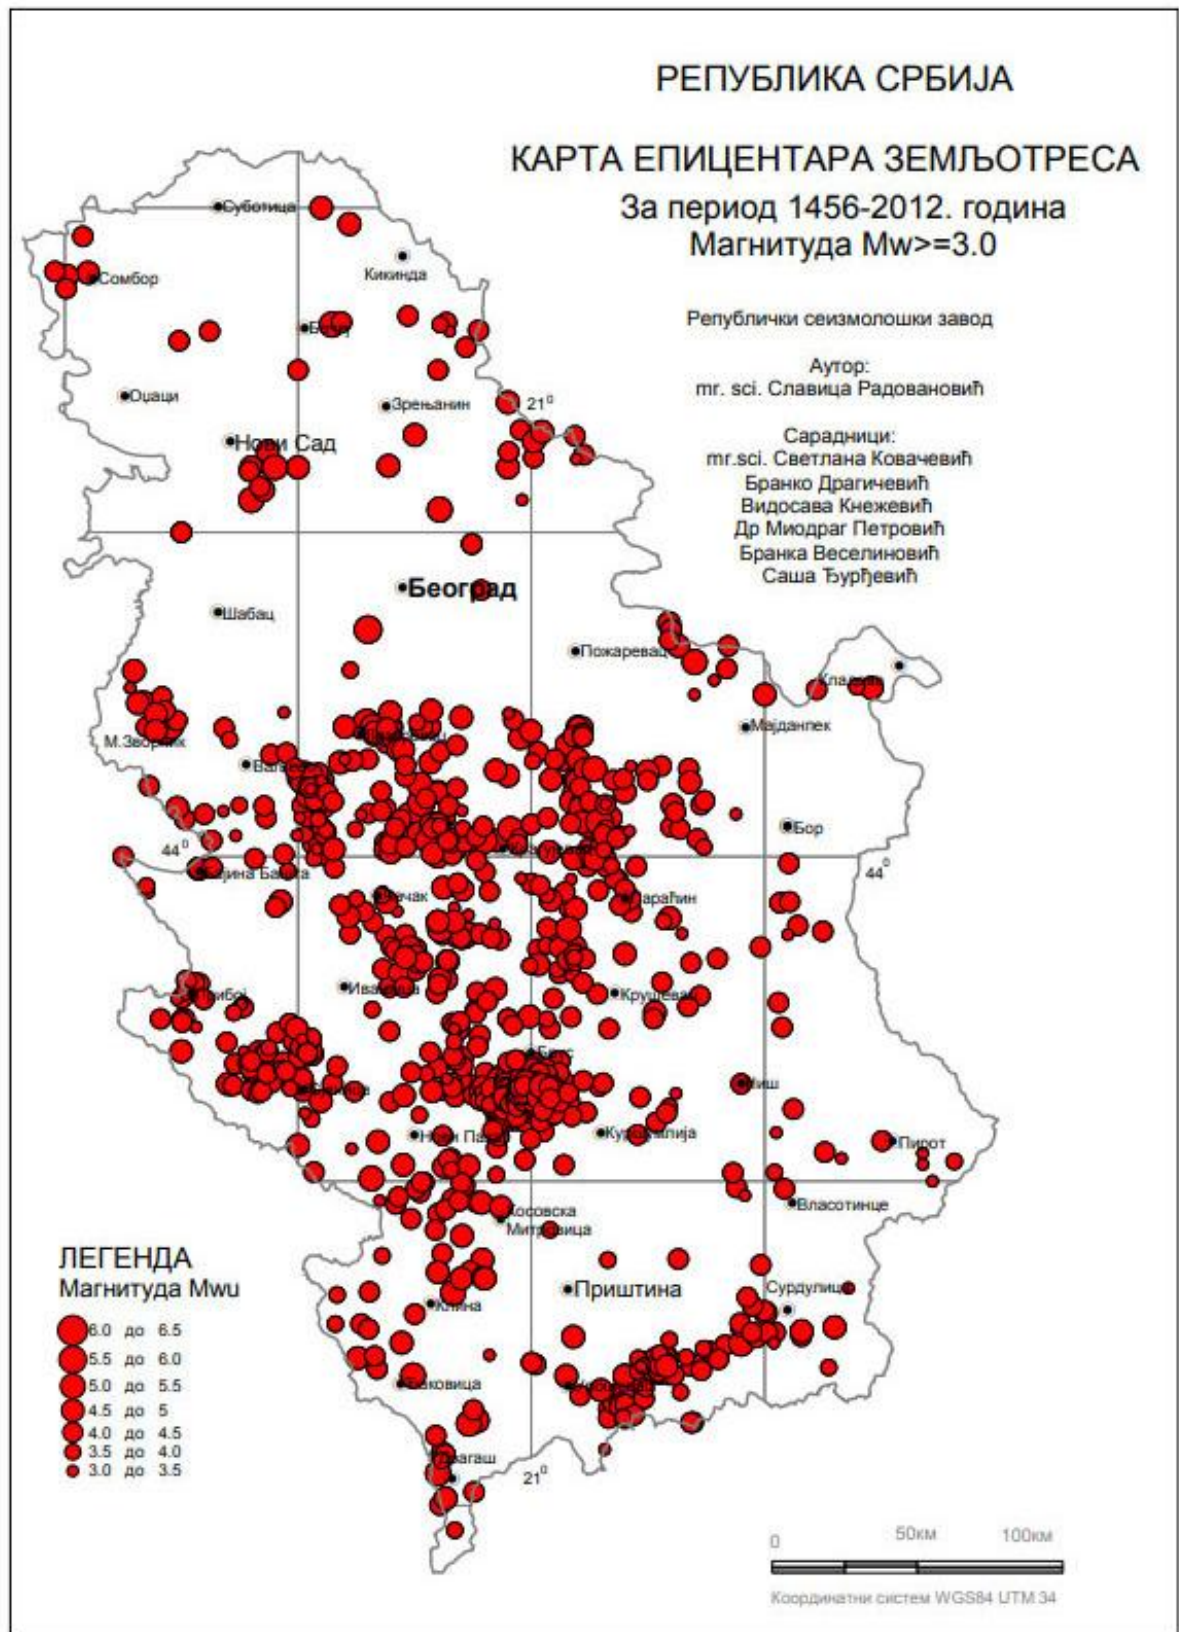 РЕПУБЛИКА СРБИЈА
КАРТА ЕПИЦЕНТАРА ЗЕМЉОТРЕСА
За период 1456-2012. година
Магнитуда Mw>=3.0
Републички сеизмолошки завод
Аутор:
mr. sci. Славица Радовановић
Сарадници:
mr.sci. Светлана Ковачевић
Бранко Драгичевић
Видосава Кнежевић
Др Миодраг Петровић
Бранка Веселиновић
Саша Ђурђевић
Суботица
Кикинда
Сомбор
Оџаци
Зрењанин
21⁰
Нови Сад
Београд
Шабац
Пожаревац
Мајданпек
М.Зворник
Бор
44⁰
44⁰
Крушевац
Ниш
Пирот
Власотинце
Косовска
Митровица
Приштина
Сурдулица
Клина
21⁰
ЛЕГЕНДА
Магнитуда Mwu
6.0 до 6.5
5.5 до 6.0
5.0 до 5.5
4.5 до 5
4.0 до 4.5
3.5 до 4.0
3.0 до 3.5
0 50км 100км
Координатни систем WGS84 UTM 34